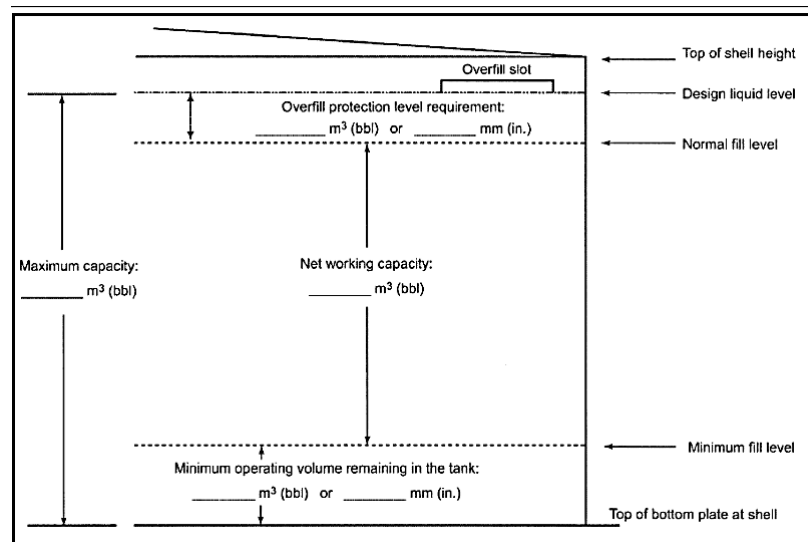 Top of shell height
Overfill slot
Design liquid level
Overfill protection level requirement:
________ m³ (bbl) or ________ mm (in.)
Normal fill level
Maximum capacity:
________ m³ (bbl)
Net working capacity:
________ m³ (bbl)
Minimum fill level
Minimum operating volume remaining in the tank:
________ m³ (bbl) or ________ mm (in.)
Top of bottom plate at shell